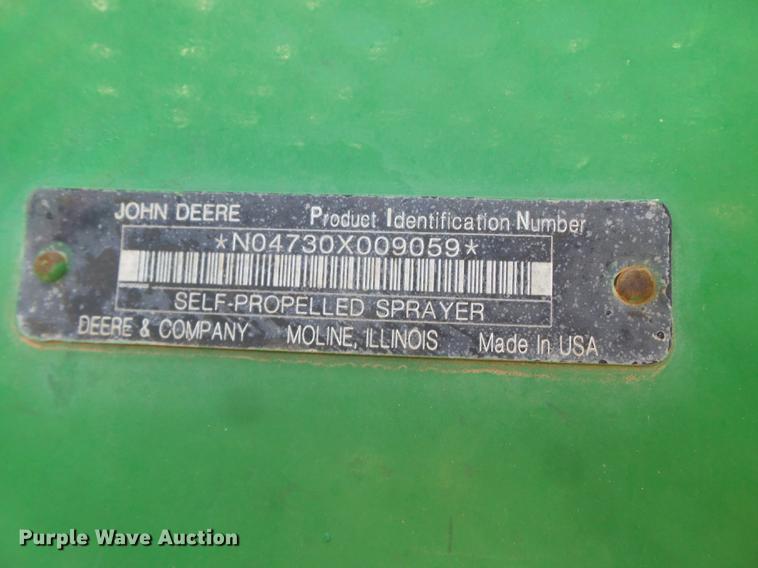 JOHN DEERE Product Identification Number
*N04730X009059*
SELF-PROPELLED SPRAYER
DEERE & COMPANY MOLINE, ILLINOIS Made In USA
Purple Wave Auction